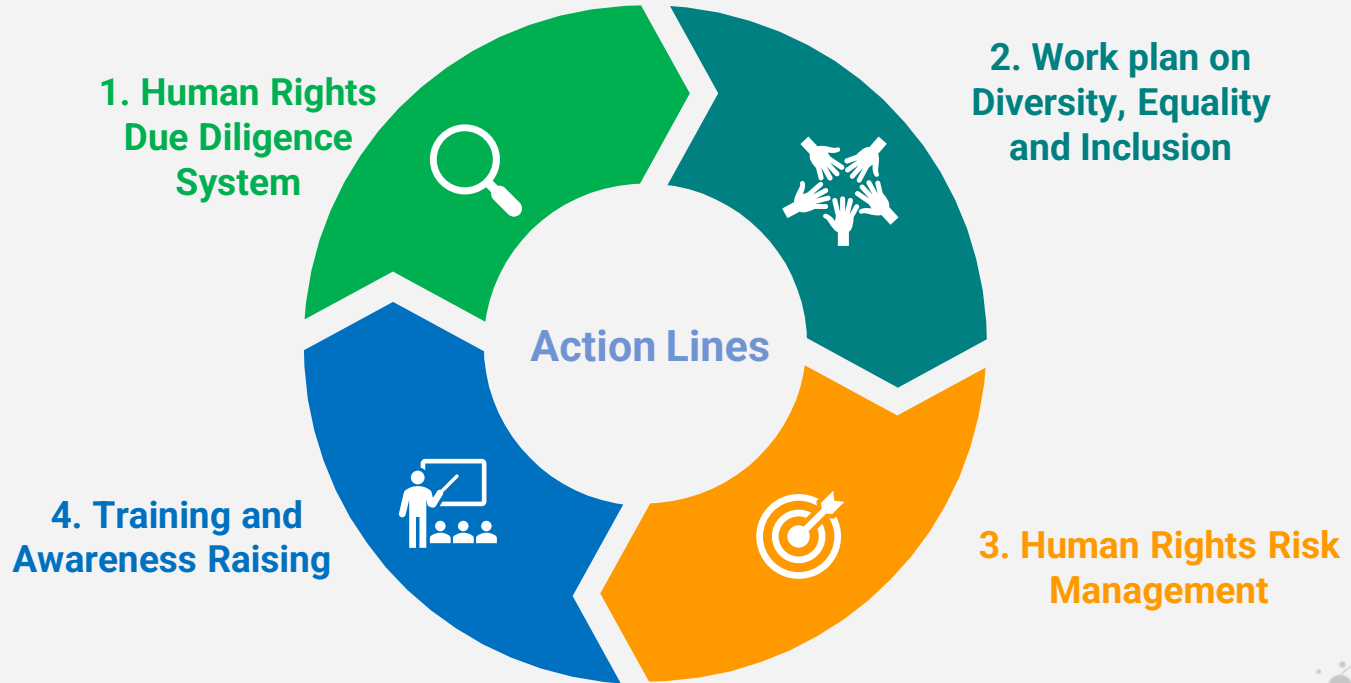 1. Human Rights
Due Diligence
System
2. Work plan on
Diversity, Equality
and Inclusion
Action Lines
3. Human Rights Risk
Management
4. Training and
Awareness Raising